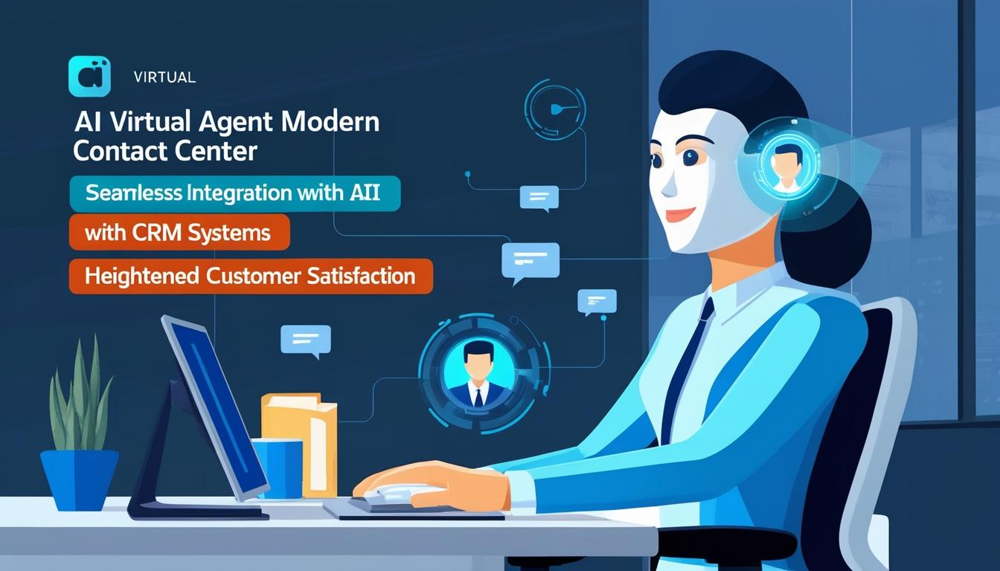 VIRTUAL
AI Virtual Agent Modern
Contact Center
Seamlesss Integration with AII
with CRM Systems
Heightened Customer Satisfaction